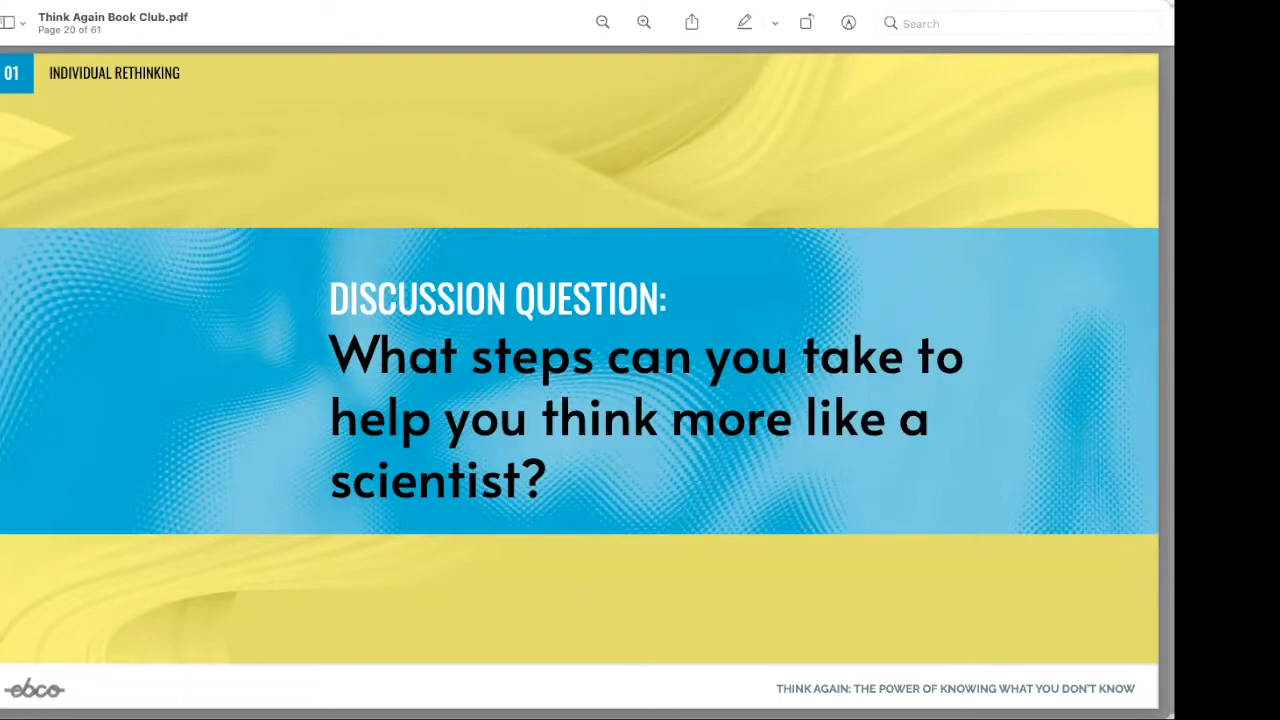 Think Again Book Club.pdf
Page 20 of 61
Search
01 INDIVIDUAL RETHINKING
DISCUSSION QUESTION:
What steps can you take to
help you think more like a
scientist?
ebco
THINK AGAIN: THE POWER OF KNOWING WHAT YOU DON'T KNOW